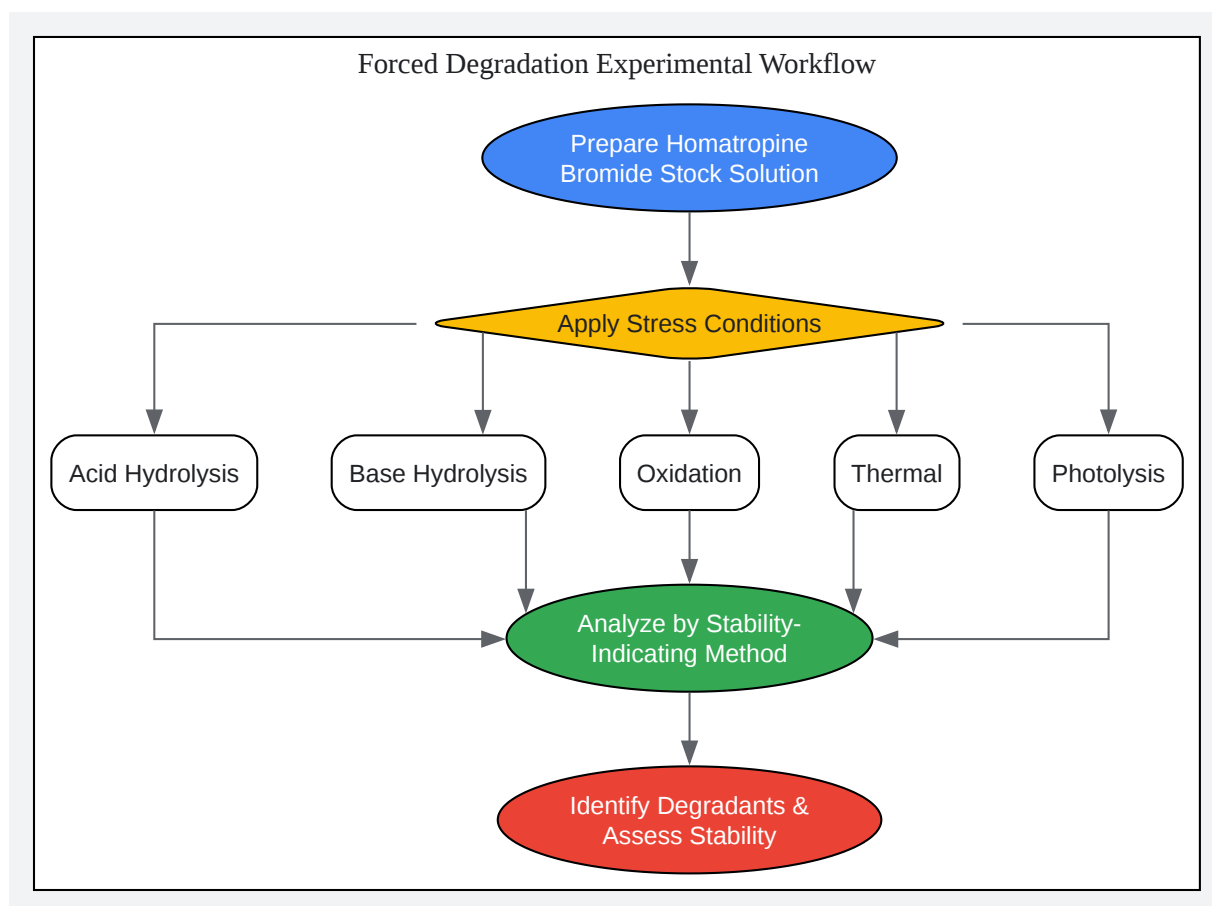 Forced Degradation Experimental Workflow
Prepare Homatropine
Bromide Stock Solution
Apply Stress Conditions
Acid Hydrolysis
Base Hydrolysis
Oxidation
Thermal
Photolysis
Analyze by Stability-
Indicating Method
Identify Degradants &
Assess Stability